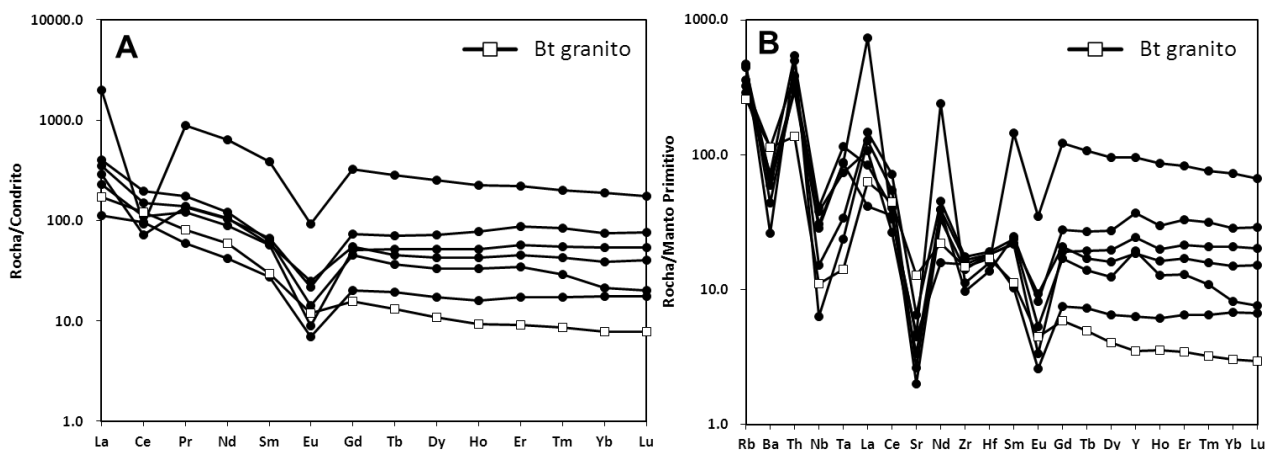 A
Bt granito
Rocha/Condrito
10000.0
1000.0
100.0
10.0
1.0
La Ce Pr Nd Sm Eu Gd Tb Dy Ho Er Tm Yb Lu
B
Bt granito
Rocha/Manto Primitivo
1000.0
100.0
10.0
1.0
Rb Ba Th Nb Ta La Ce Sr Nd Zr Hf Sm Eu Gd Tb Dy Y Ho Er Tm Yb Lu